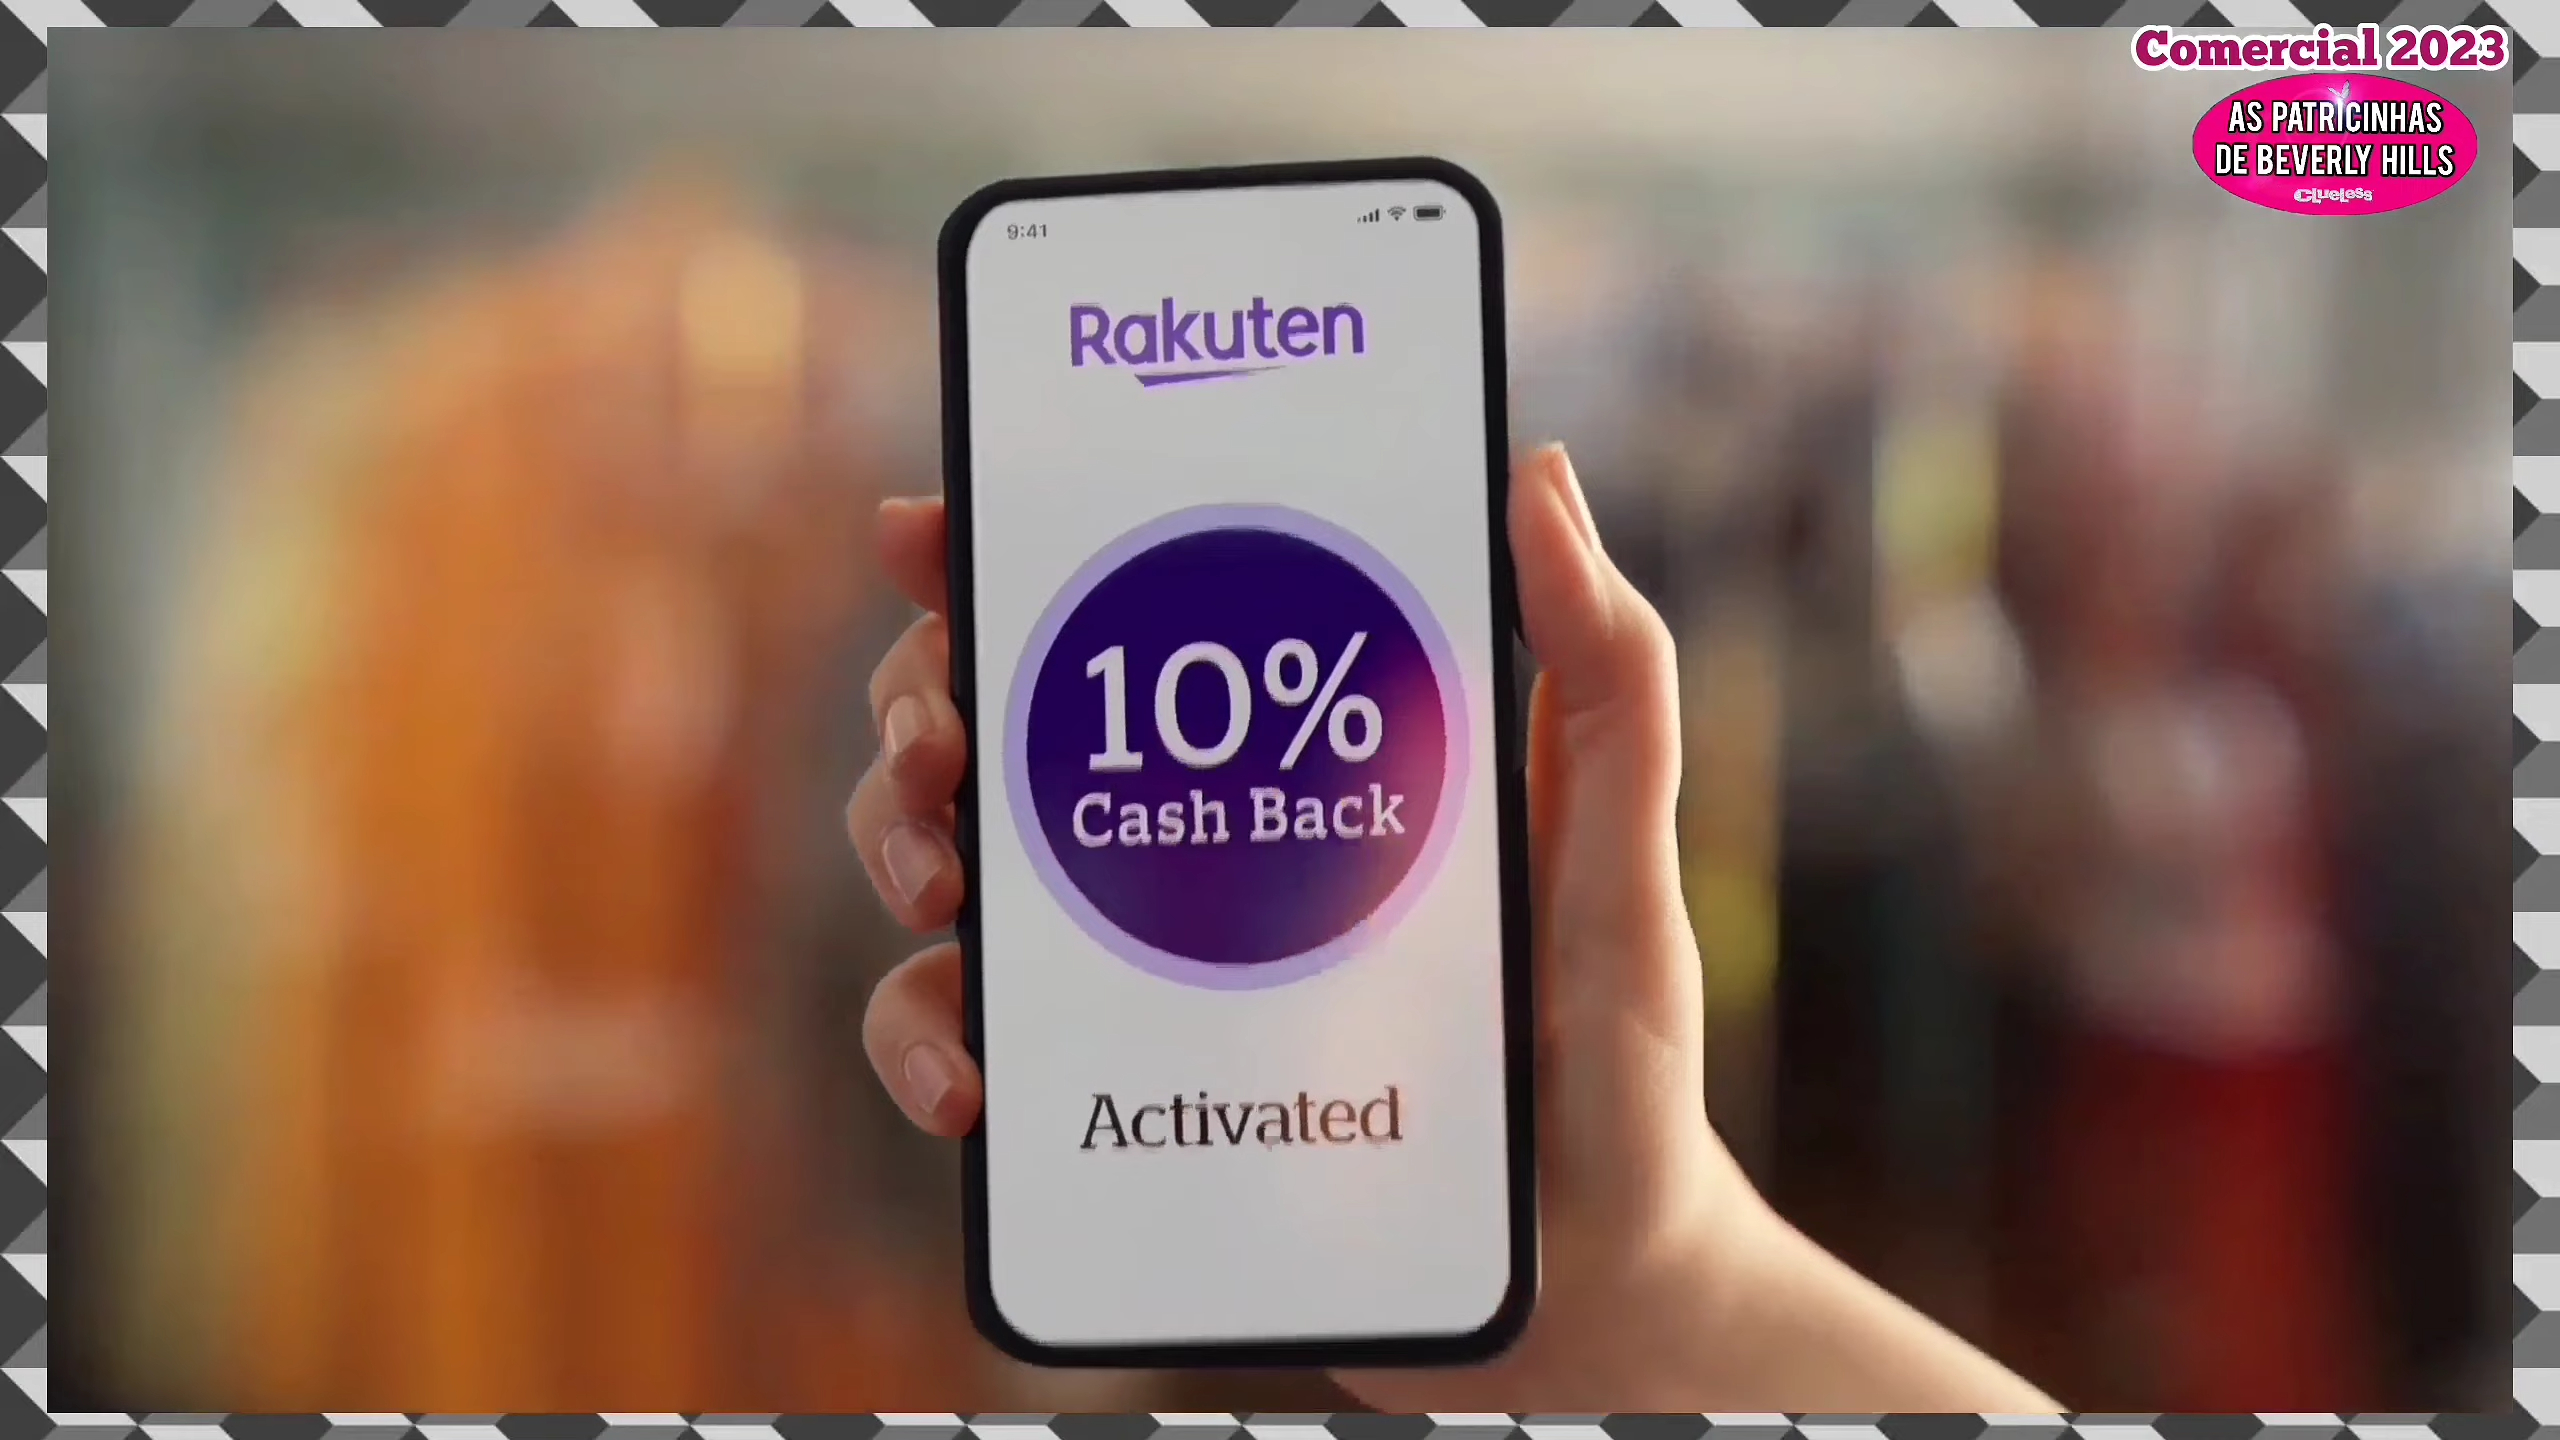 Comercial 2023
AS PATRICINHAS
DE BEVERLY HILLS
Clueless
9:41
Rakuten
10%
Cash Back
Activated